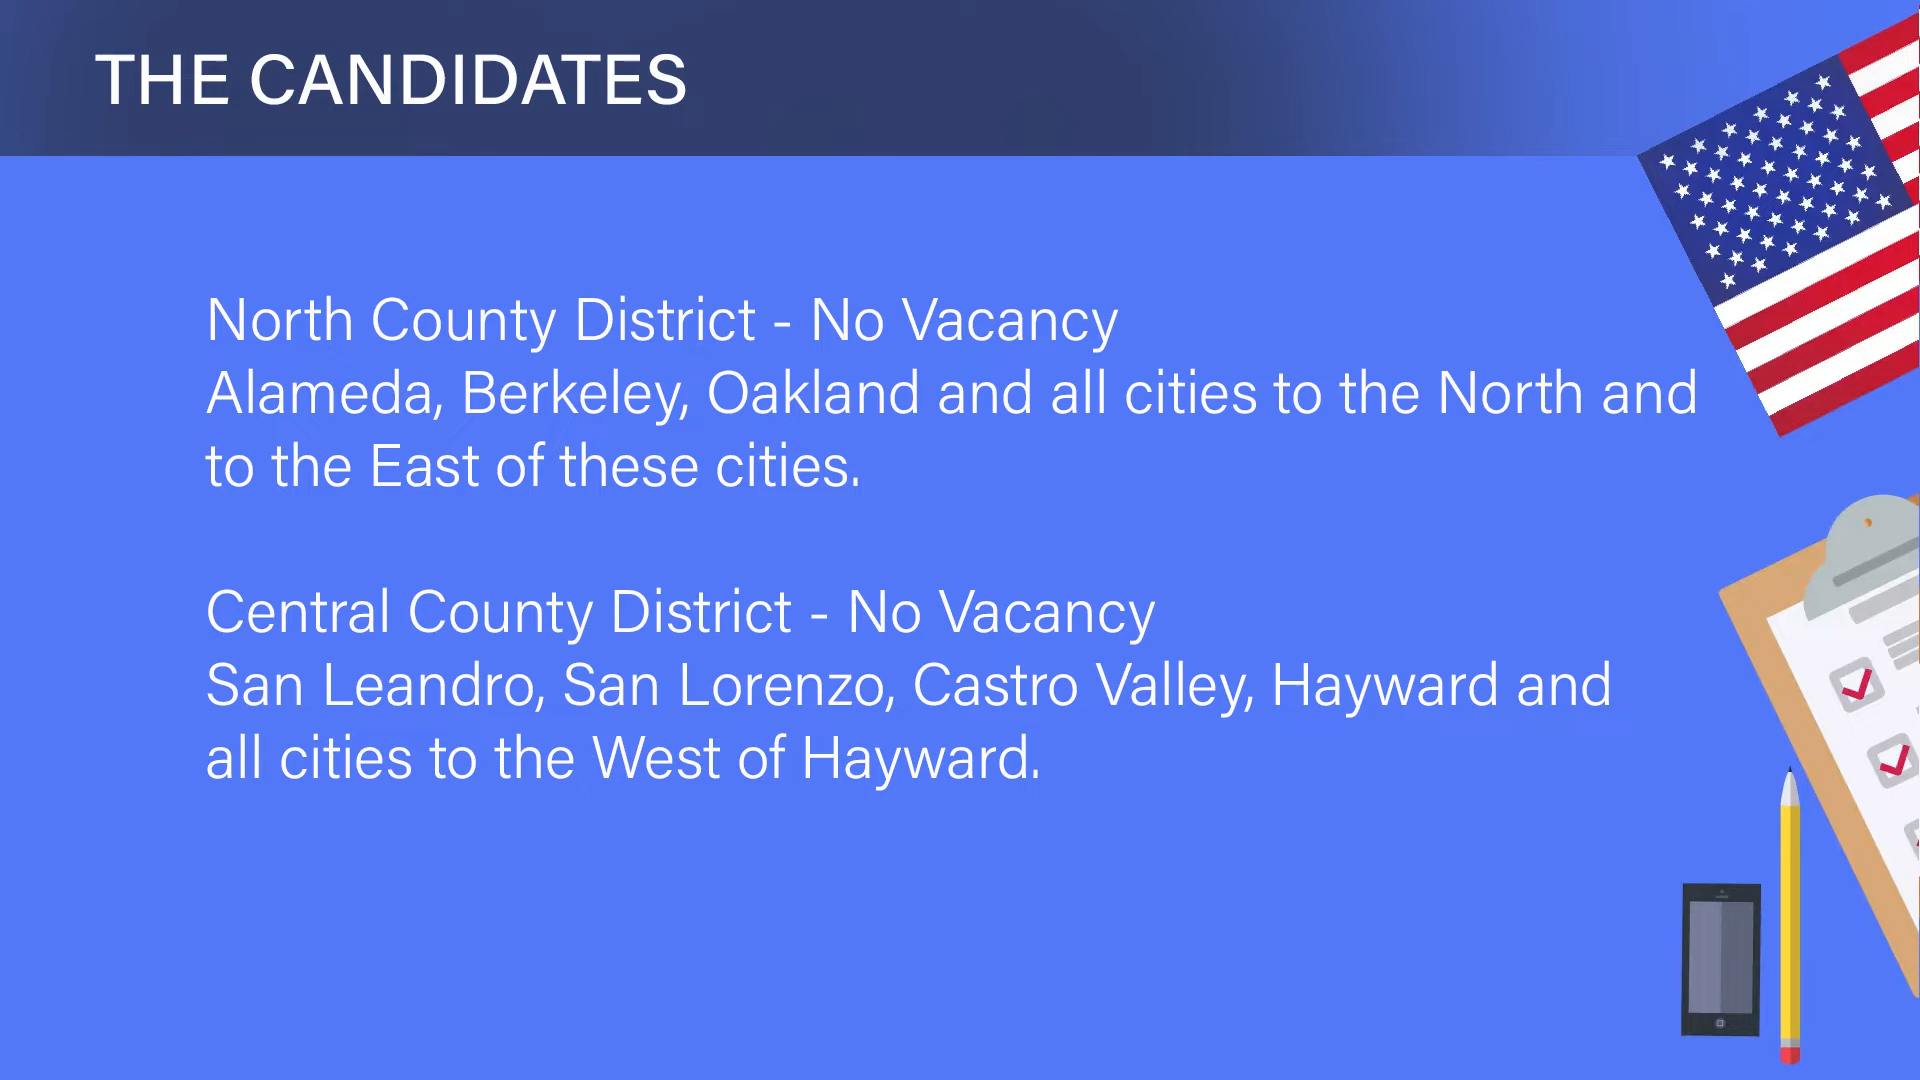 THE CANDIDATES
North County District - No Vacancy
Alameda, Berkeley, Oakland and all cities to the North and
to the East of these cities.
Central County District - No Vacancy
San Leandro, San Lorenzo, Castro Valley, Hayward and
all cities to the West of Hayward.